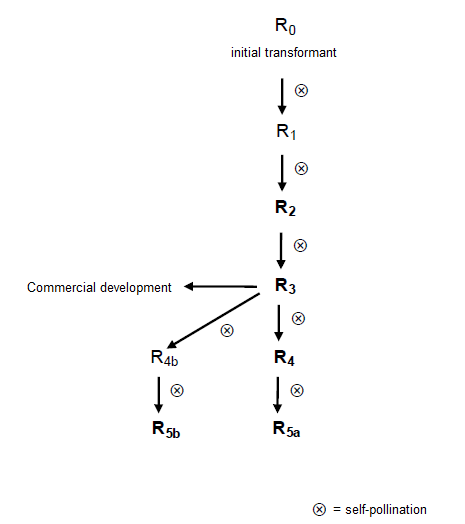 R0
initial transformant
⊗
R1
⊗
R2
⊗
Commercial development R3
⊗ ⊗
R4b R4
⊗ ⊗
R5b R5a
⊗ = self-pollination